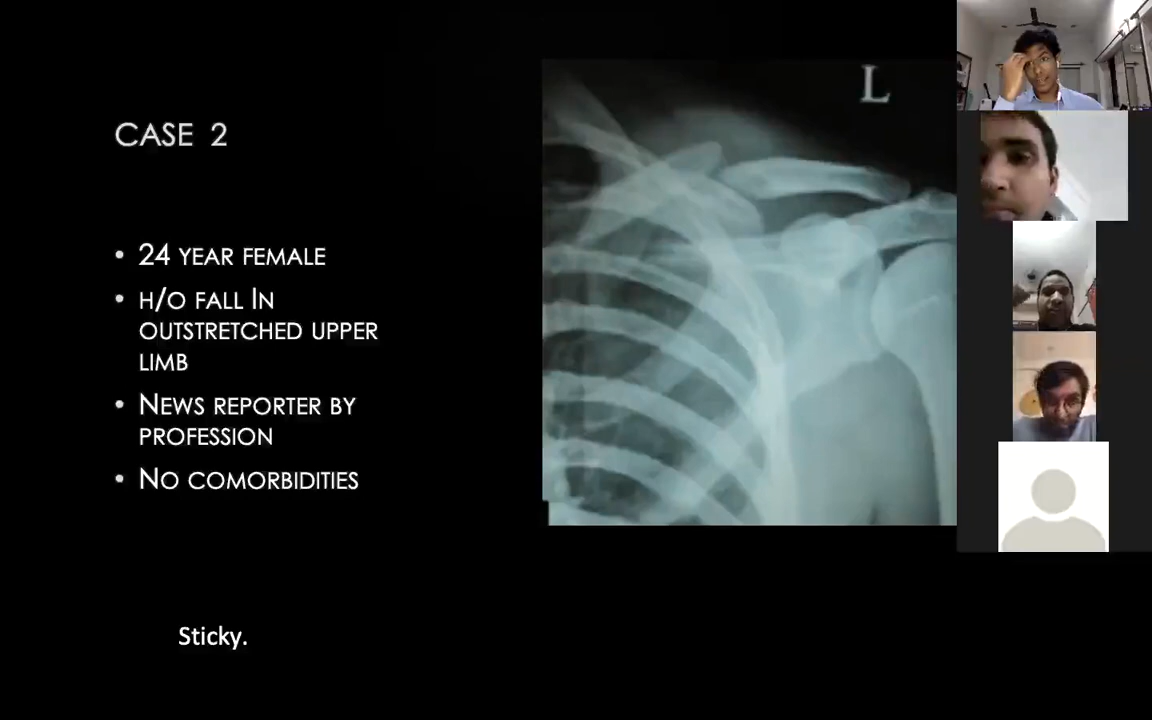 CASE 2
• 24 YEAR FEMALE
• H/O FALL IN
OUTSTRETCHED UPPER
LIMB
• NEWS REPORTER BY
PROFESSION
• NO COMORBIDITIES
L
Sticky.